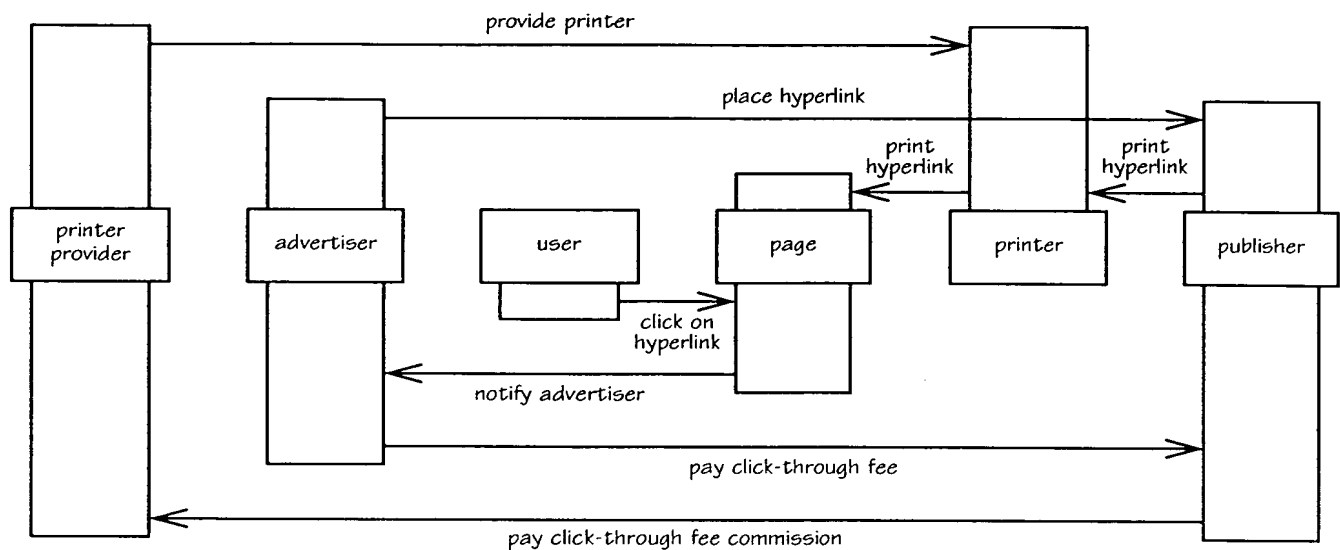 provide printer
place hyperlink
print
hyperlink
print
hyperlink
printer
provider
advertiser
user
page
printer
publisher
click on
hyperlink
notify advertiser
pay click-through fee
pay click-through fee commission